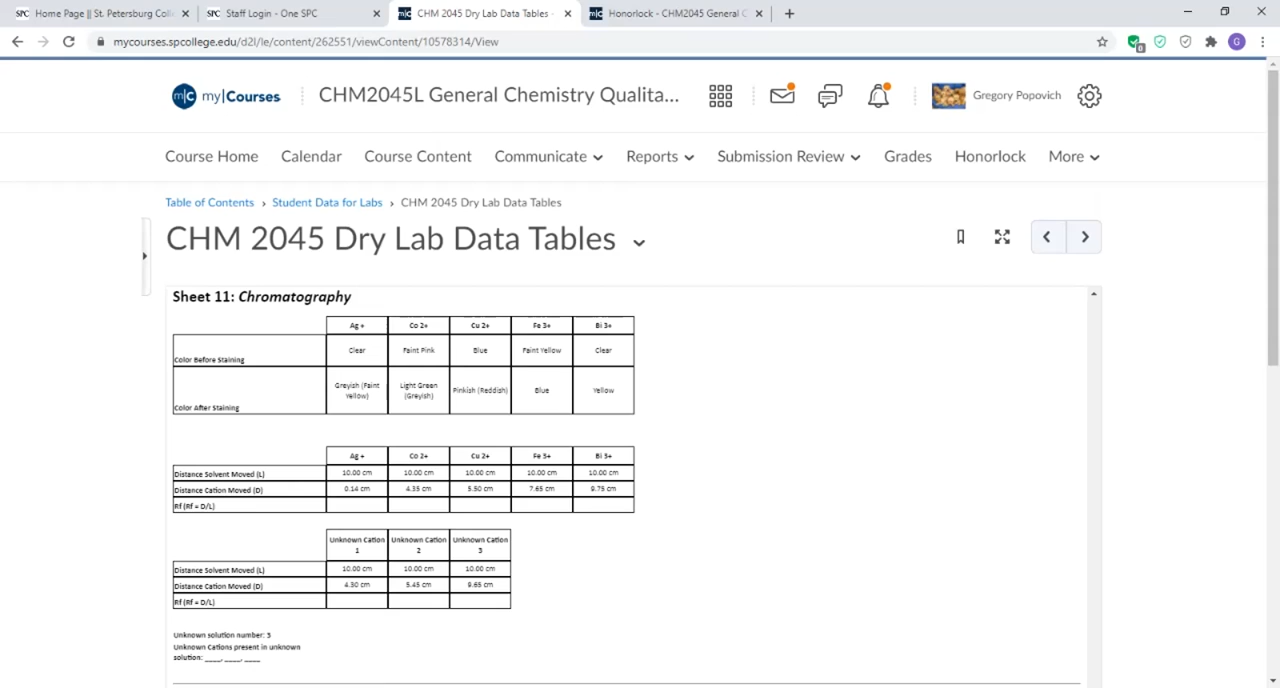 Home Page || St. Petersburg Coll
Staff Login - One SPC
CHM 2045 Dry Lab Data Tables -
Honorlock - CHM2045 General C
mycourses.spcollege.edu/d2l/le/content/262551/viewContent/10578314/View
my|Courses
CHM2045L General Chemistry Qualita...
Gregory Popovich
Course Home Calendar Course Content Communicate Reports Submission Review Grades Honorlock More
Table of Contents › Student Data for Labs › CHM 2045 Dry Lab Data Tables
CHM 2045 Dry Lab Data Tables
Sheet 11: Chromatography
Ag + Co 2+ Cu 2+ Fe 3+ Bi 3+
Color Before Staining Clear Faint Pink Blue Faint Yellow Clear
Color After Staining Greyish (Faint Yellow) Light Green (Greyish) Pinkish (Reddish) Blue Yellow
Ag + Co 2+ Cu 2+ Fe 3+ Bi 3+
Distance Solvent Moved (L) 10.00 cm 10.00 cm 10.00 cm 10.00 cm 10.00 cm
Distance Cation Moved (D) 0.14 cm 4.35 cm 5.50 cm 7.65 cm 9.75 cm
Rf (Rf = D/L)
Unknown Cation 1 Unknown Cation 2 Unknown Cation 3
Distance Solvent Moved (L) 10.00 cm 10.00 cm 10.00 cm
Distance Cation Moved (D) 4.30 cm 5.45 cm 9.65 cm
Rf (Rf = D/L)
Unknown solution number: 3
Unknown Cations present in unknown
solution: ____, ____, ____